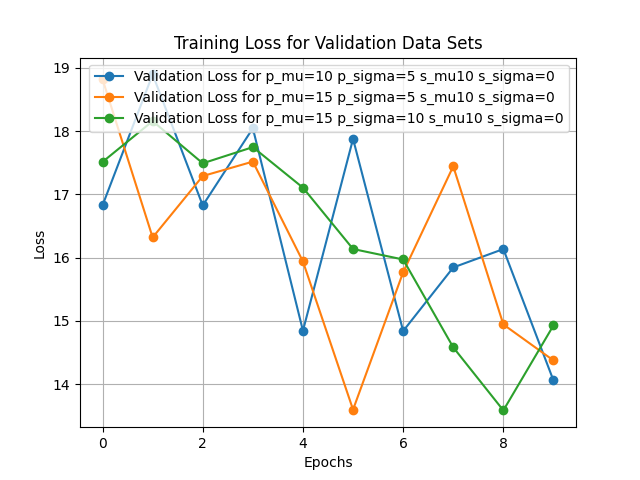 Training Loss for Validation Data Sets
Validation Loss for p_mu=10 p_sigma=5 s_mu10 s_sigma=0
Validation Loss for p_mu=15 p_sigma=5 s_mu10 s_sigma=0
Validation Loss for p_mu=15 p_sigma=10 s_mu10 s_sigma=0
19
18
17
16
15
14
Loss
0 2 4 6 8
Epochs